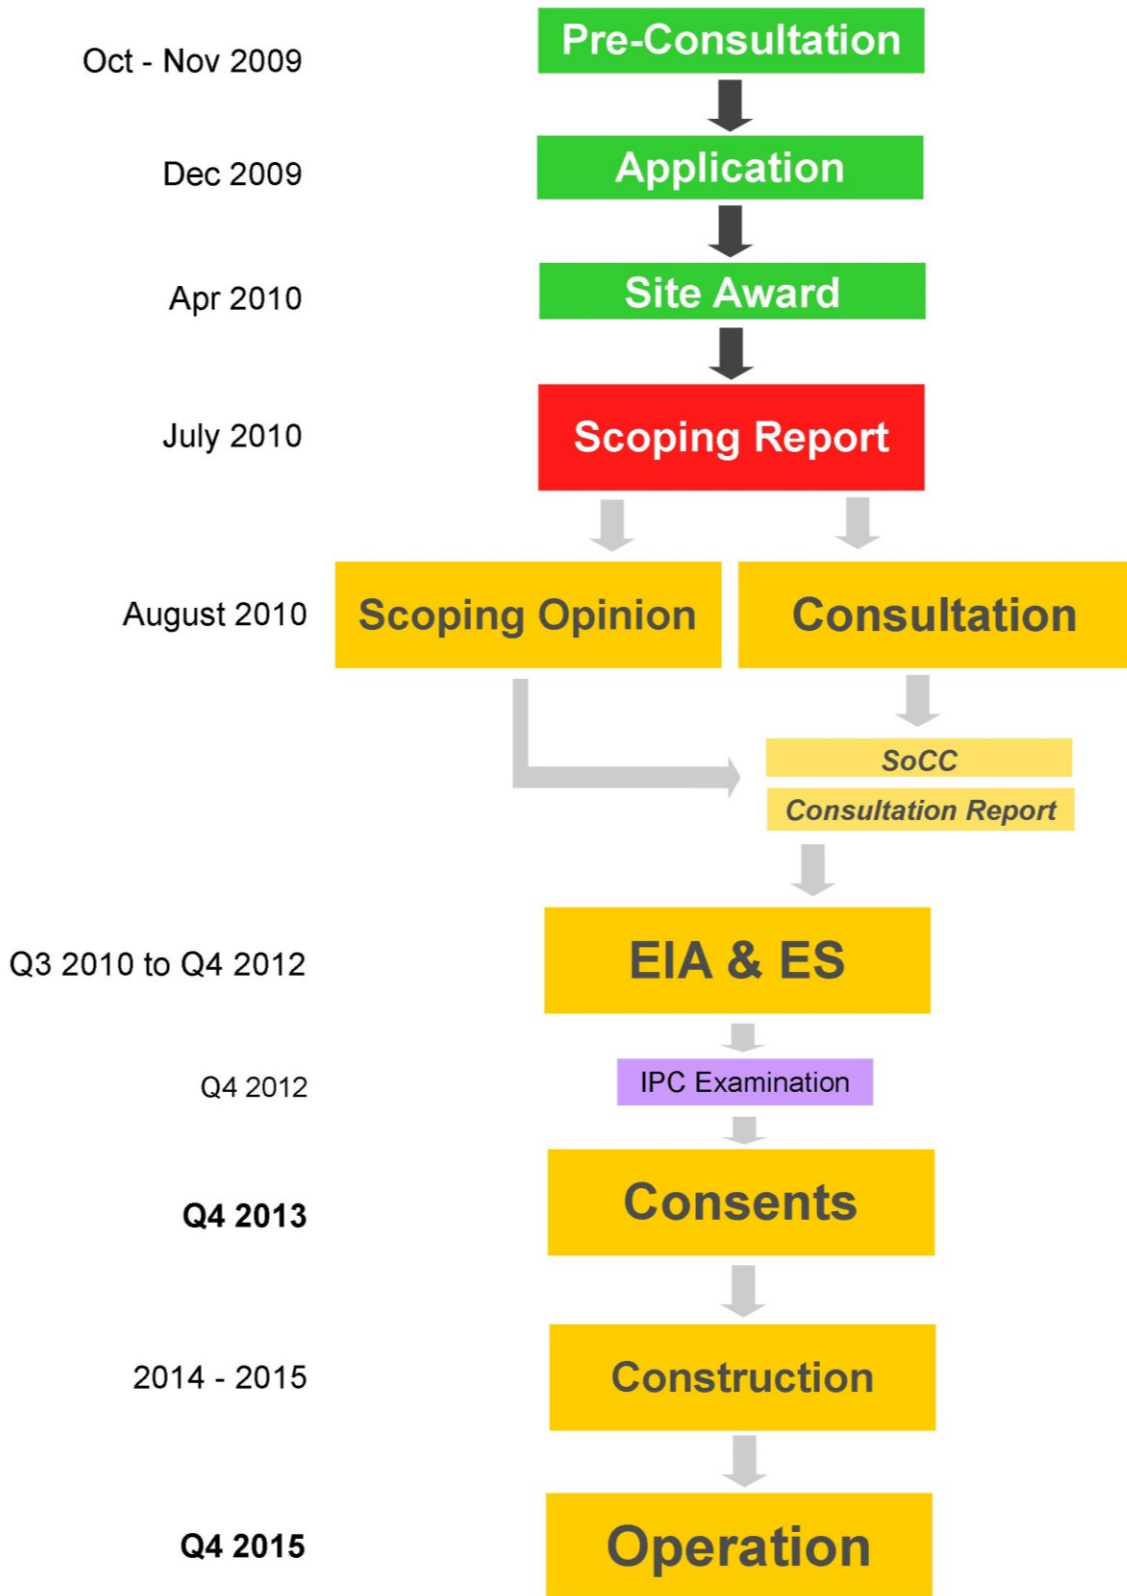 Oct - Nov 2009
Pre-Consultation
Dec 2009
Application
Apr 2010
Site Award
July 2010
Scoping Report
August 2010
Scoping Opinion
Consultation
SoCC
Consultation Report
Q3 2010 to Q4 2012
EIA & ES
Q4 2012
IPC Examination
Q4 2013
Consents
2014 - 2015
Construction
Q4 2015
Operation